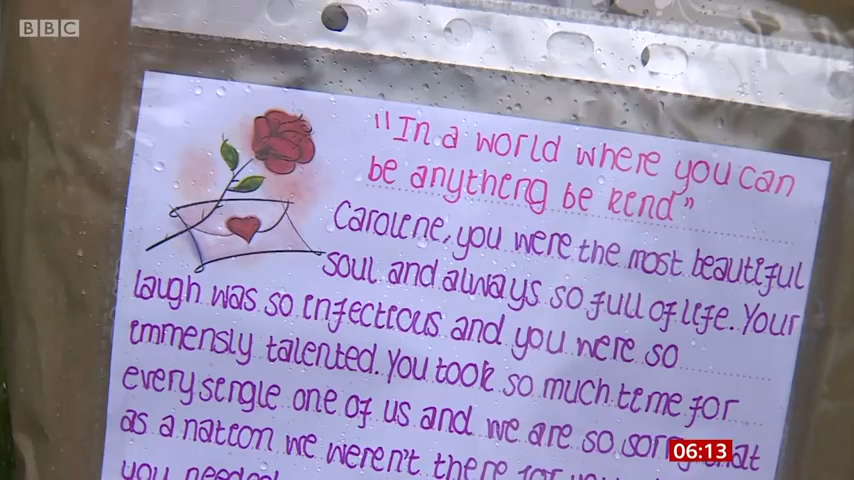 BBC
"In a world where you can
be anything be kind"
Caroline, you were the most beautiful
soul and always so full of life. Your
laugh was so infectious and you were so
immensly talented. You took so much time for
every single one of us and we are so sorry that
as a nation we weren't there for
you needed
06:13